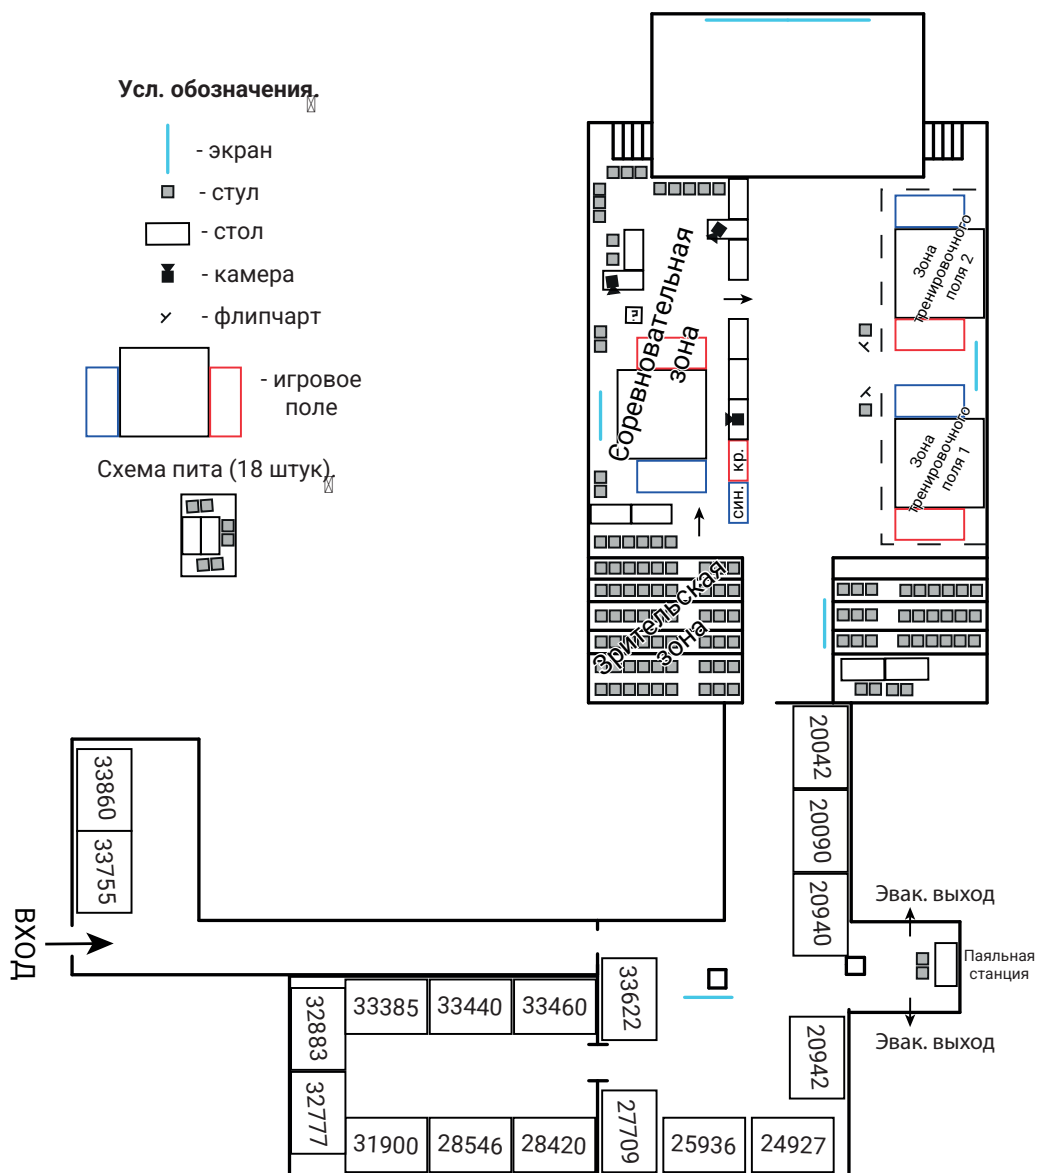 Усл. обозначения.
- экран
- стул
- стол
- камера
- флипчарт
- игровое
поле
Схема пита (18 штук).
Соревновательная
зона
п.
кр.
син.
Зона
тренировочного
поля 2
Зона
тренировочного
поля 1
Зрительская
зона
20042
20090
20940
33860
33755
ВХОД
Эвак. выход
Паяльная
станция
Эвак. выход
33385
33440
33460
33622
32883
32777
20942
31900
28546
28420
27709
25936
24927